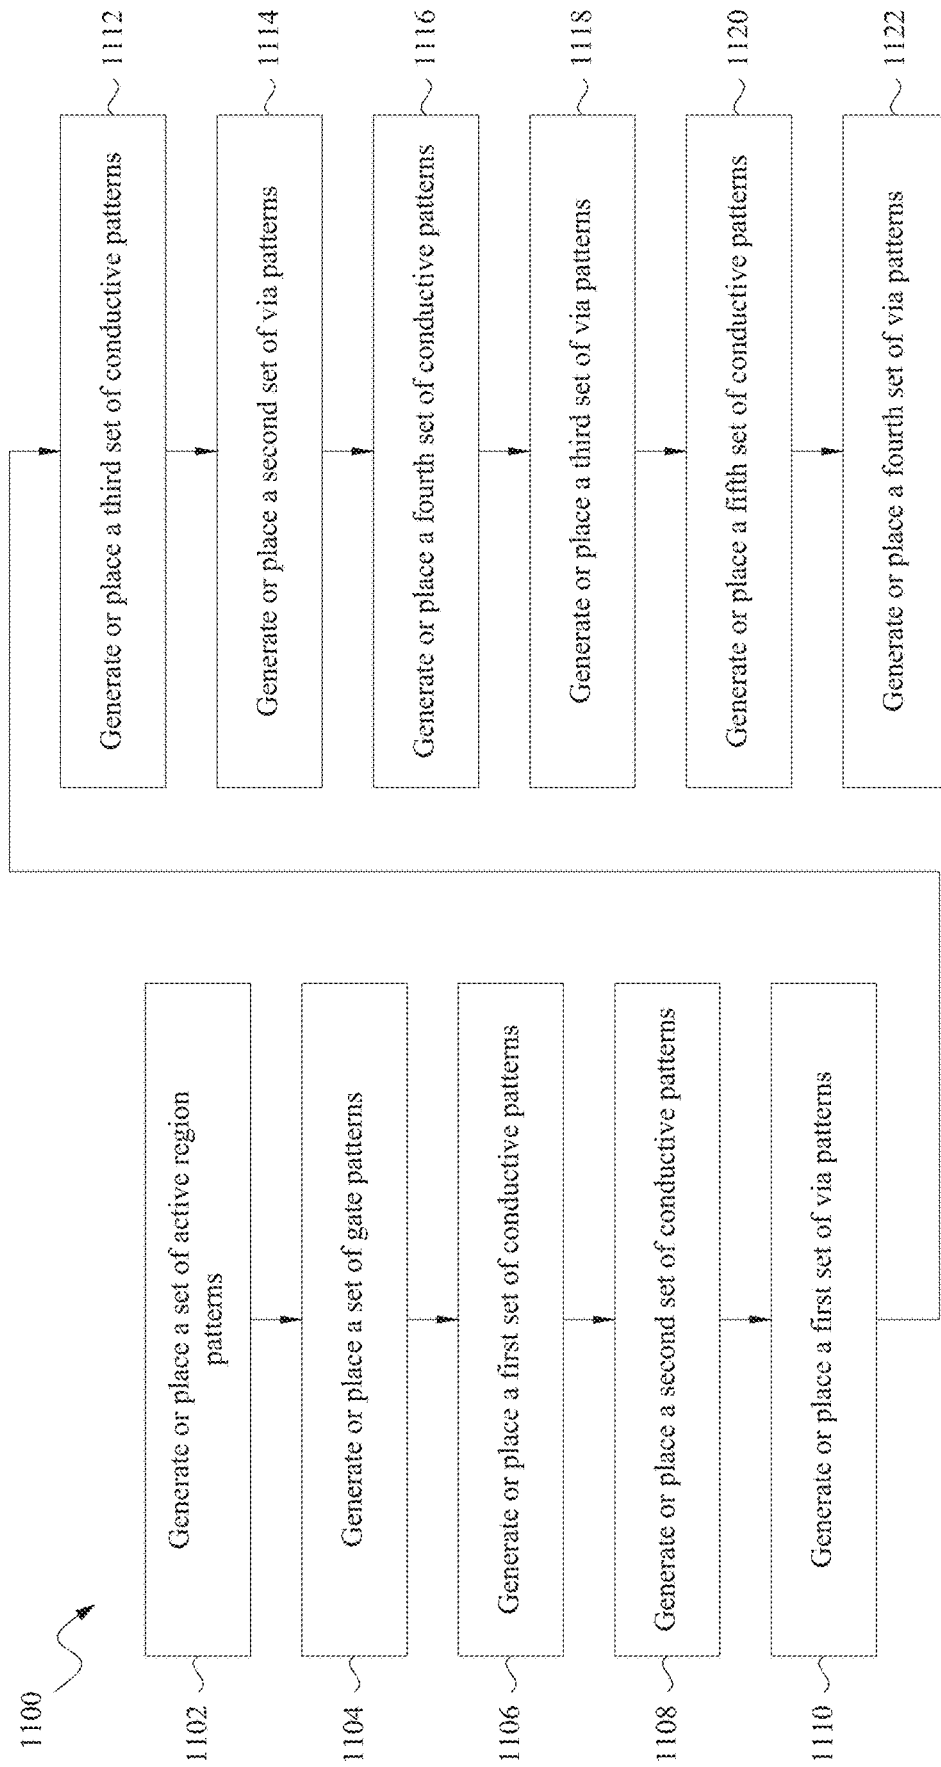 1100
1102
Generate or place a set of active region
patterns
1104
Generate or place a set of gate patterns
1106
Generate or place a first set of conductive patterns
1108
Generate or place a second set of conductive patterns
1110
Generate or place a first set of via patterns
Generate or place a third set of conductive patterns
1112
Generate or place a second set of via patterns
1114
Generate or place a fourth set of conductive patterns
1116
Generate or place a third set of via patterns
1118
Generate or place a fifth set of conductive patterns
1120
Generate or place a fourth set of via patterns
1122